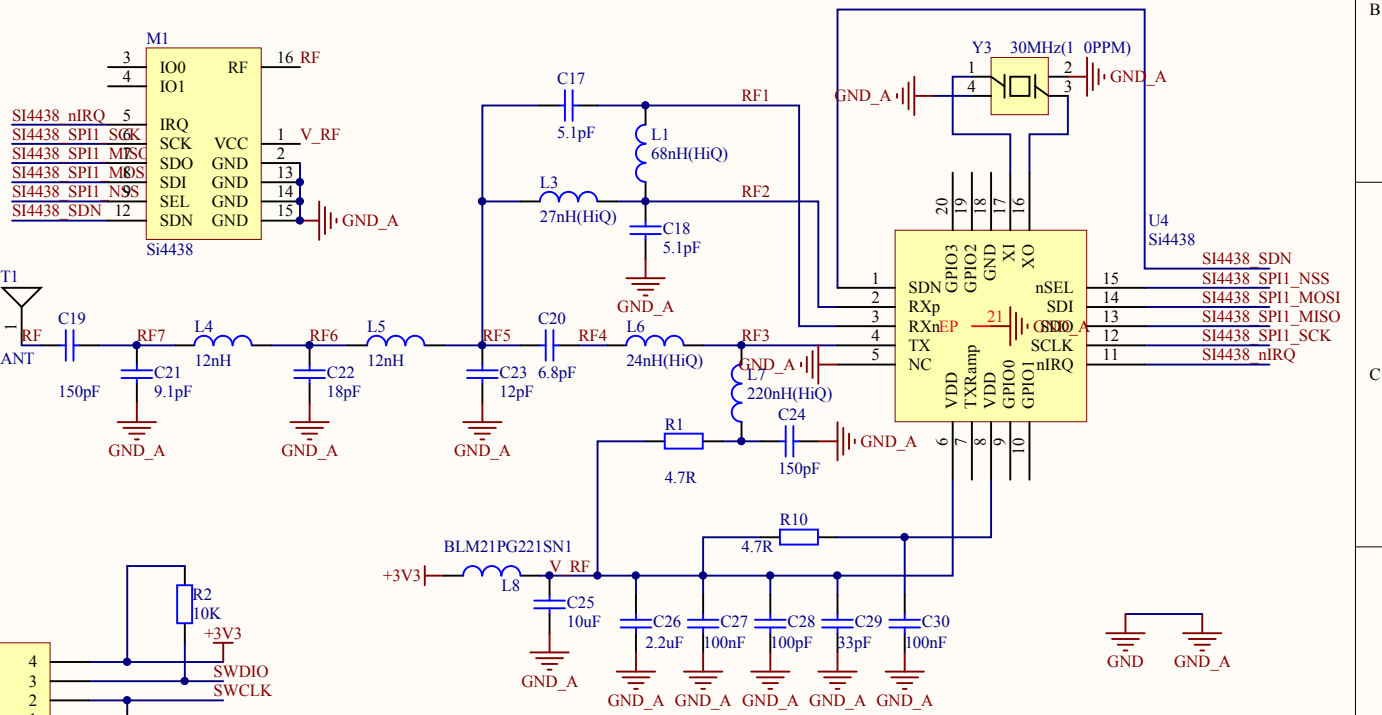 B
M1
3 IO0 RF 16 RF
4 IO1
SI4438_nIRQ 5 IRQ
SI4438_SPI1_SCK 6 SCK VCC 1 V_RF
SI4438_SPI1_MISO 7 SDO GND 2
SI4438_SPI1_MOSI 8 SDI GND 13
SI4438_SPI1_NSS 9 SEL GND 14
SI4438_SDN 12 SDN GND 15 GND_A
Si4438
C17
5.1pF
RF1
L1
68nH(HiQ)
L3
27nH(HiQ)
RF2
C18
5.1pF
GND_A
Y3 30MHz(1 0PPM)
1 2 GND_A
GND_A 4 3
20 19 18 17 16
GPIO3 GPIO2 GND XI XO
U4
Si4438
1 SDN
2 RXp
3 RXn
4 TX
5 NC
EP 21 GND_A
SI4438_SDN
nSEL 15 SI4438_SPI1_NSS
SDI 14 SI4438_SPI1_MOSI
SDO 13 SI4438_SPI1_MISO
SCLK 12 SI4438_SPI1_SCK
nIRQ 11 SI4438_nIRQ
VDD TXRamp VDD GPIO0 GPIO1
6 7 8 9 10
C
T1
1
ANT
RF
C19
150pF
RF7
C21
9.1pF
GND_A
L4
12nH
RF6
C22
18pF
GND_A
L5
12nH
RF5
C23
12pF
GND_A
C20
6.8pF
RF4
L6
24nH(HiQ)
RF3
GND_A
L7
220nH(HiQ)
R1
4.7R
C24
150pF
GND_A
R10
4.7R
BLM21PG221SN1
+3V3
L8
V_RF
C25
10uF
GND_A
C26
2.2uF
GND_A
C27
100nF
GND_A
C28
100pF
GND_A
C29
33pF
GND_A
C30
100nF
GND_A
GND
GND_A
R2
10K
+3V3
4
3 SWDIO
2 SWCLK